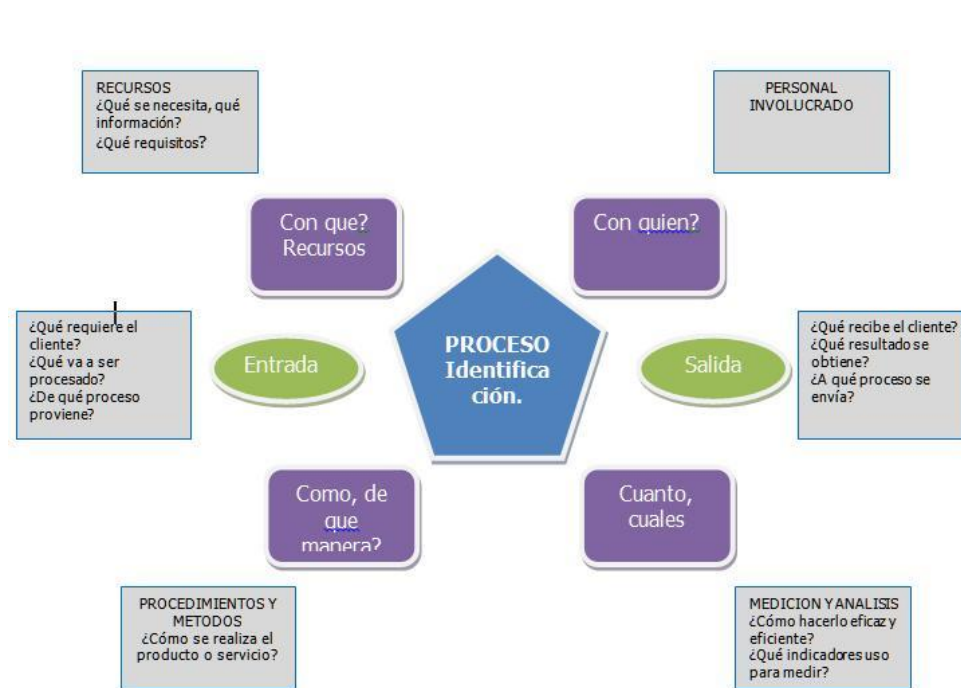 RECURSOS
¿Qué se necesita, qué
información?
¿Qué requisitos?
PERSONAL
INVOLUCRADO
Con que?
Recursos
Con quien?
¿Qué requiere el
cliente?
¿Qué va a ser
procesado?
¿De qué proceso
proviene?
Entrada
PROCESO
Identifica
ción.
Salida
¿Qué recibe el cliente?
¿Qué resultado se
obtiene?
¿A qué proceso se
envía?
Como, de
que
manera?
Cuanto,
cuales
PROCEDIMIENTOS Y
METODOS
¿Cómo se realiza el
producto o servicio?
MEDICION Y ANALISIS
¿Cómo hacerlo eficaz y
eficiente?
¿Qué indicadores uso
para medir?